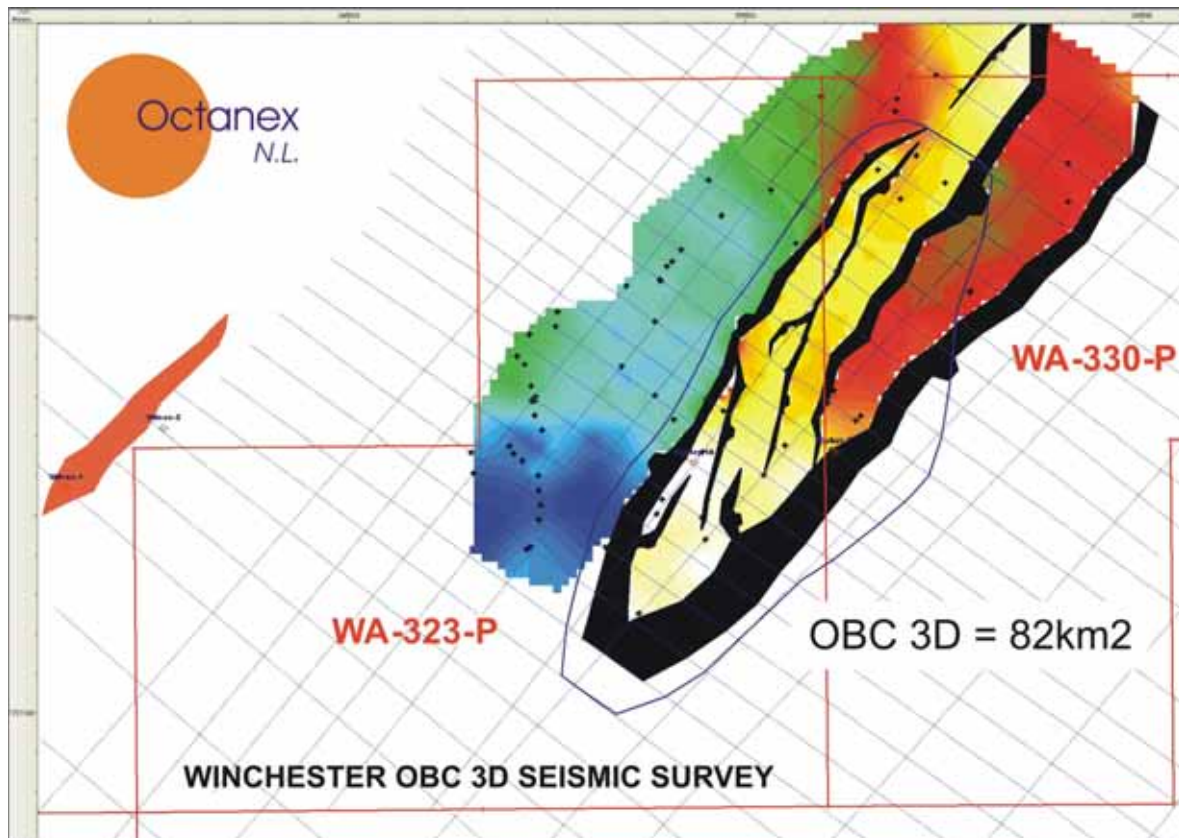 Octanex
N.L.
WA-330-P
WA-323-P
OBC 3D = 82km2
WINCHESTER OBC 3D SEISMIC SURVEY